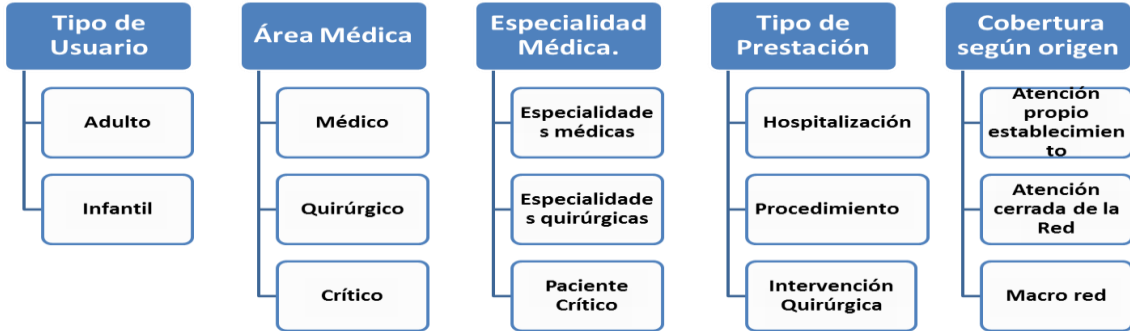 Tipo de
Usuario
Adulto
Infantil
Área Médica
Médico
Quirúrgico
Crítico
Especialidad
Médica.
Especialidade
s médicas
Especialidade
s quirúrgicas
Paciente
Crítico
Tipo de
Prestación
Hospitalización
Procedimiento
Intervención
Quirúrgica
Cobertura
según origen
Atención
propio
establecimien
to
Atención
cerrada de la
Red
Macro red